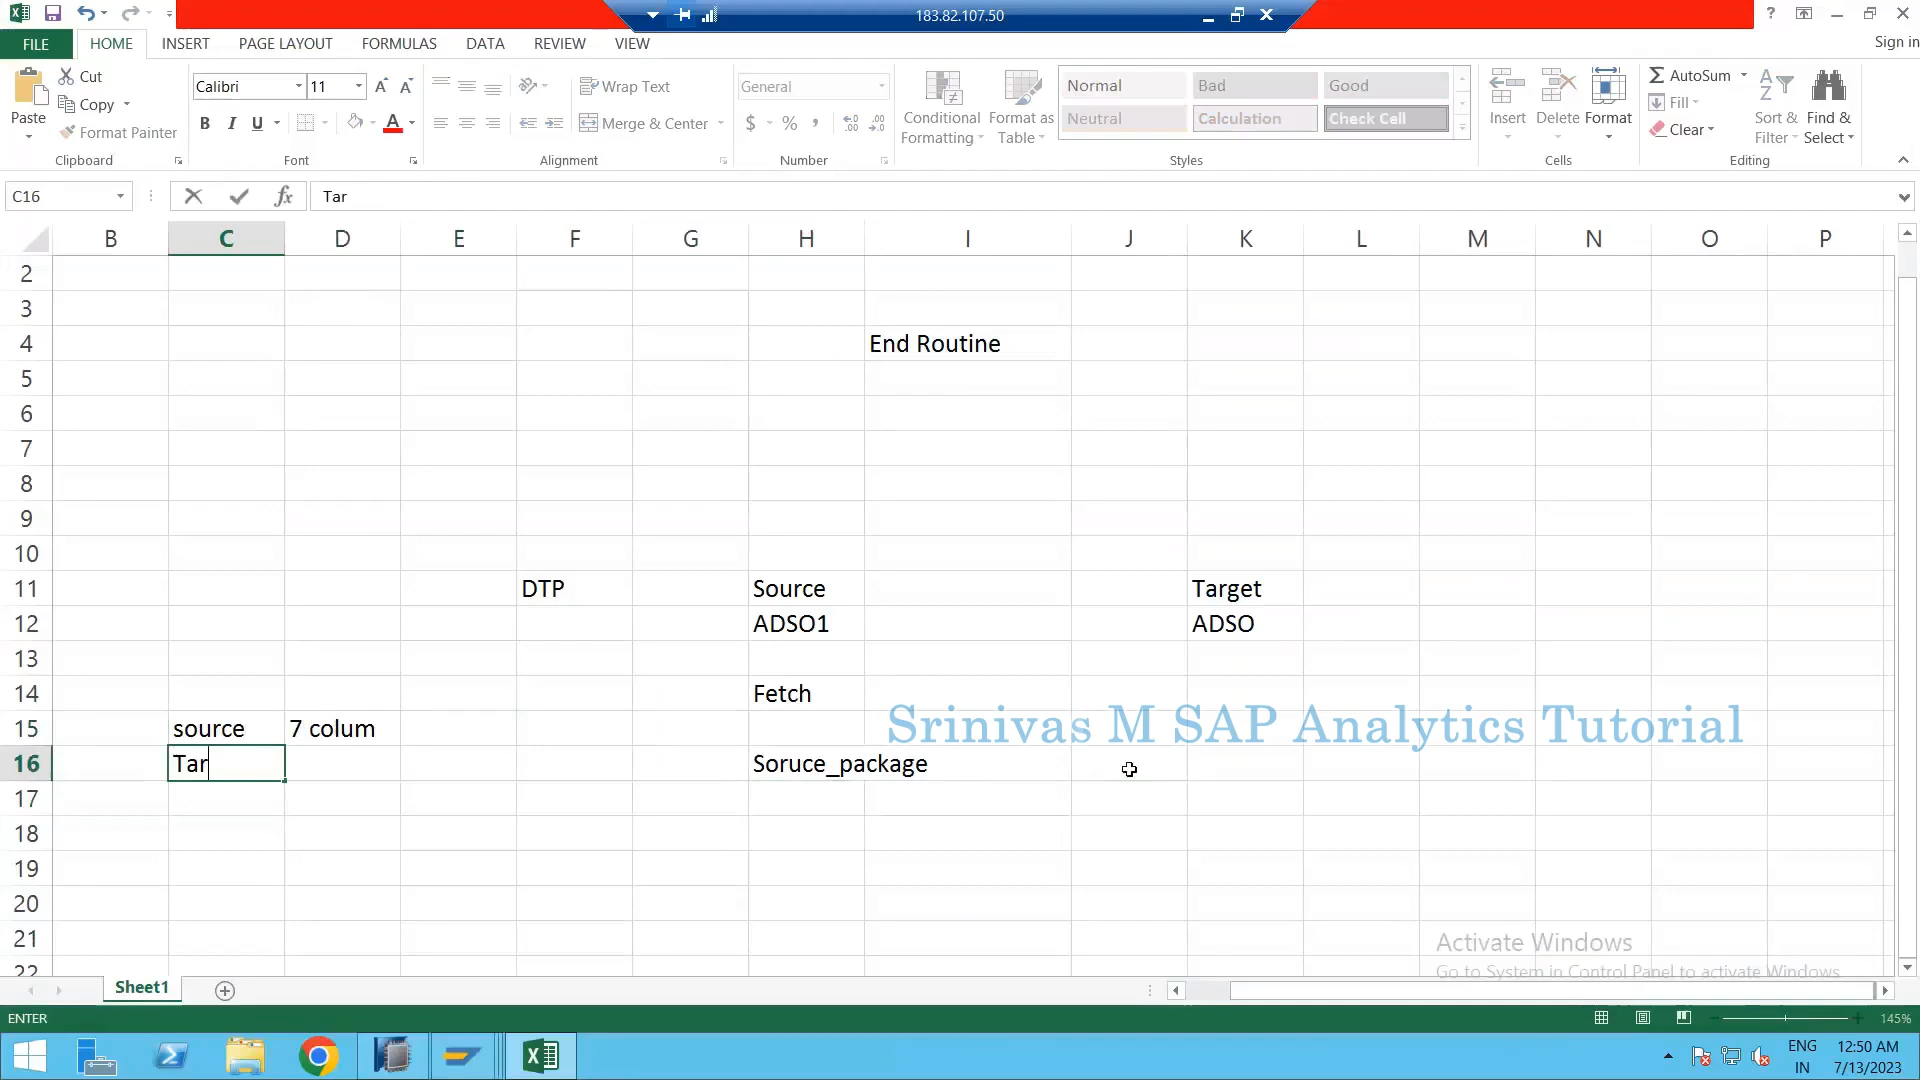 183.82.107.50
FILE HOME INSERT PAGE LAYOUT FORMULAS DATA REVIEW VIEW Sign in
Paste Cut Copy Format Painter Clipboard
Calibri 11 B I U Font
Wrap Text Merge & Center Alignment
General $ % Number
Conditional Formatting Format as Table
Normal Bad Good
Neutral Calculation Check Cell
Styles
Insert Delete Format Cells
AutoSum Fill Clear Sort & Filter Find & Select Editing
C16 fx Tar
B C D E F G H I J K L M N O P
2
3
4 End Routine
5
6
7
8
9
10
11 DTP Source Target
12 ADSO1 ADSO
13
14 Fetch
15 source 7 colum
Srinivas M SAP Analytics Tutorial
16 Tar Soruce_package
17
18
19
20
21
22
Activate Windows
Go to System in Control Panel to activate Windows
Sheet1
ENTER 145%
ENG 12:50 AM
IN 7/13/2023